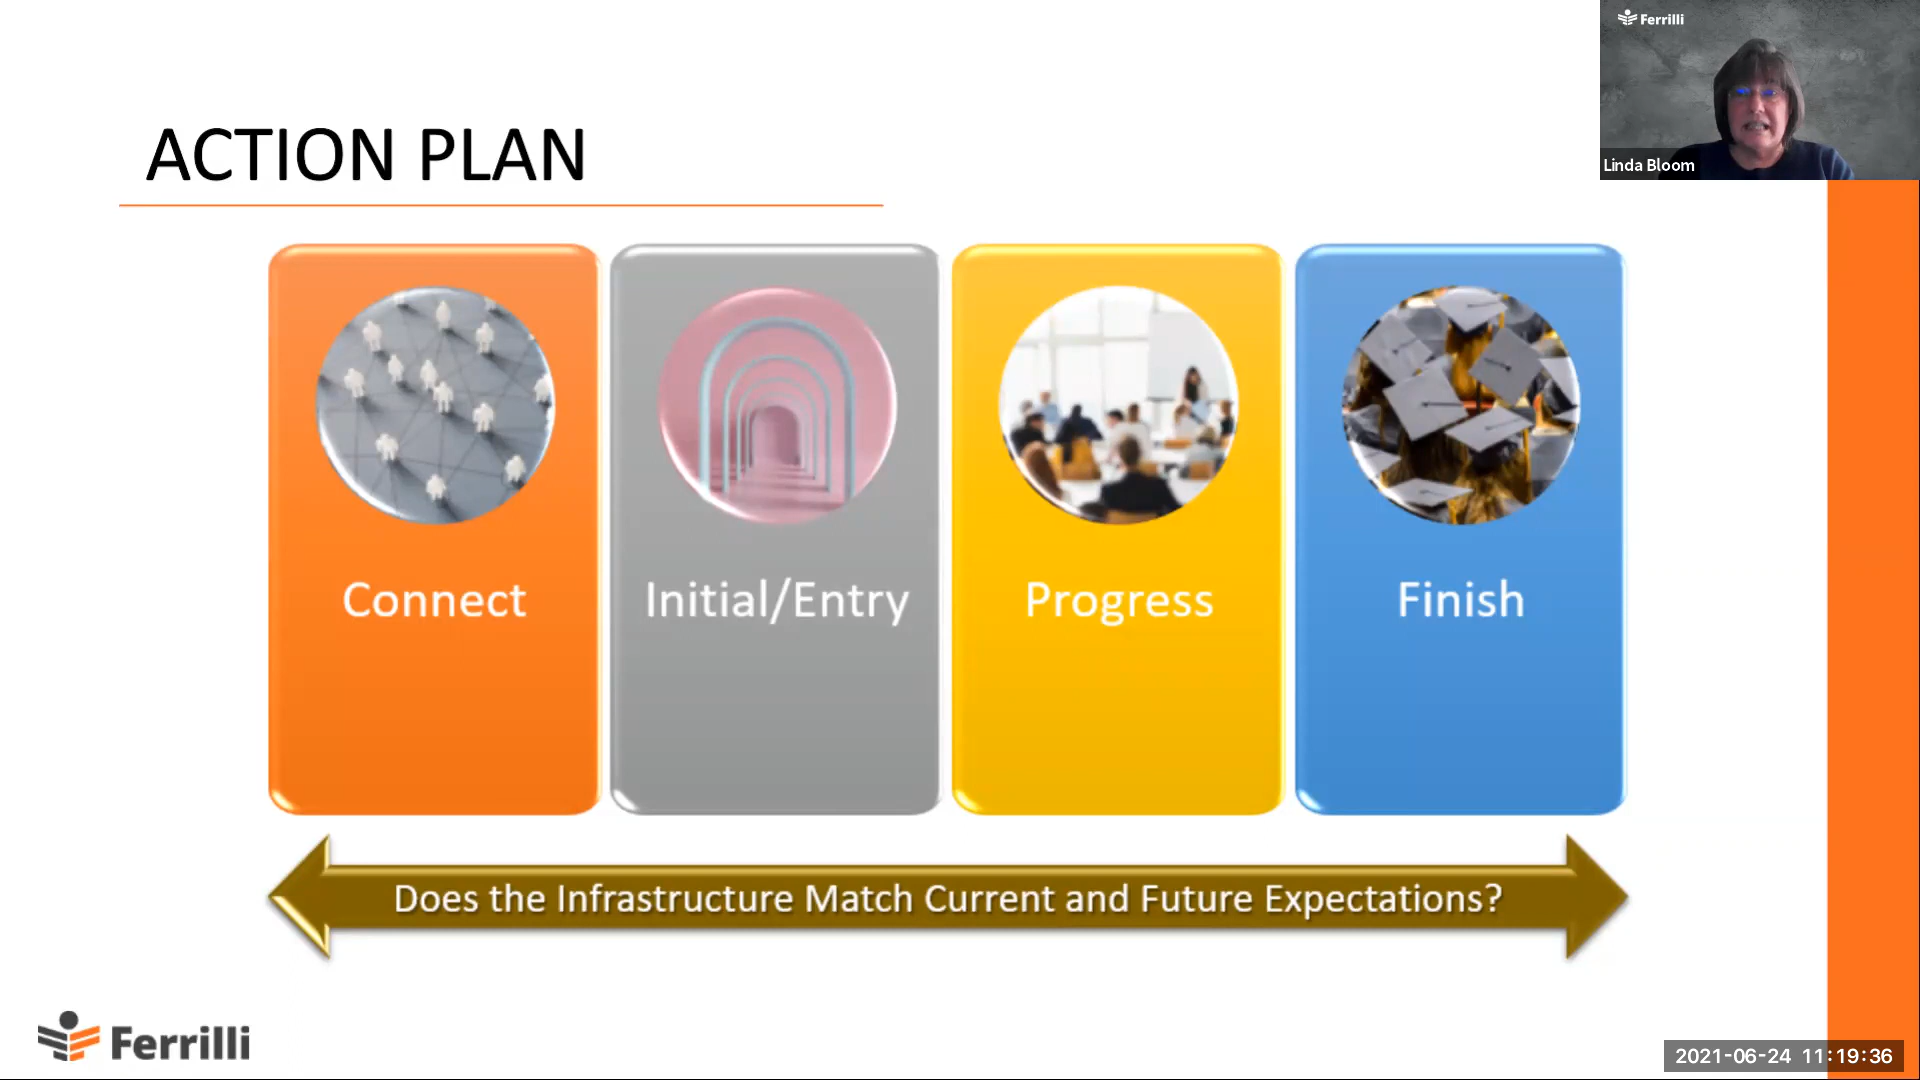 Ferrilli
Linda Bloom
ACTION PLAN
Connect
Initial/Entry
Progress
Finish
Does the Infrastructure Match Current and Future Expectations?
Ferrilli
2021-06-24 11:19:36